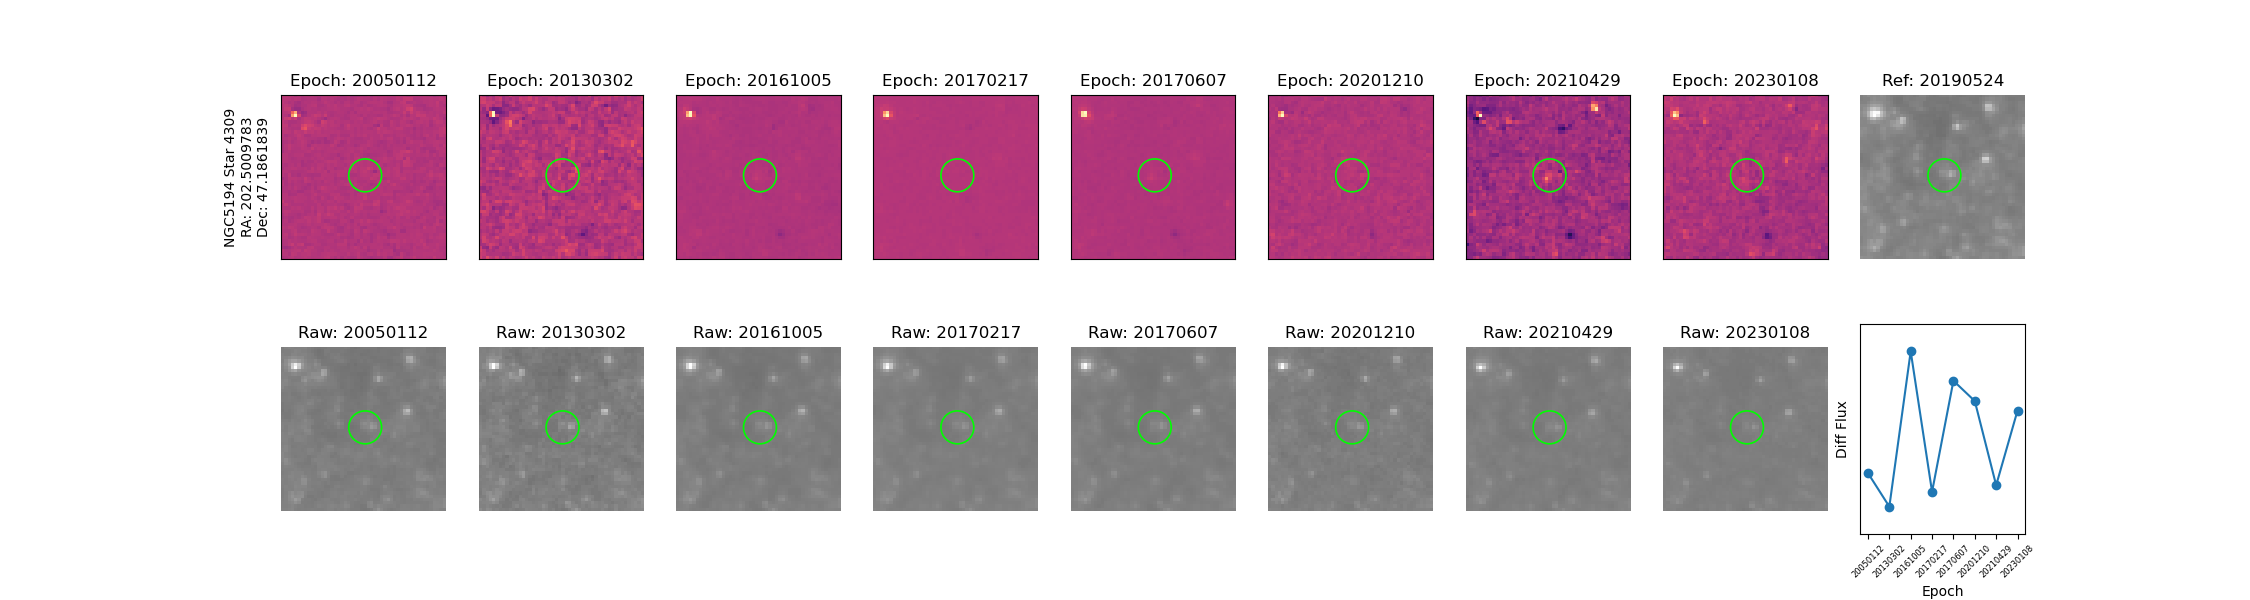 NGC5194 Star 4309
RA: 202.5009783
Dec: 47.1861839
Epoch: 20050112
Epoch: 20130302
Epoch: 20161005
Epoch: 20170217
Epoch: 20170607
Epoch: 20201210
Epoch: 20210429
Epoch: 20230108
Ref: 20190524
Raw: 20050112
Raw: 20130302
Raw: 20161005
Raw: 20170217
Raw: 20170607
Raw: 20201210
Raw: 20210429
Raw: 20230108
Diff Flux
20050112
20130302
20161005
20170217
20170607
20201210
20210429
20230108
Epoch